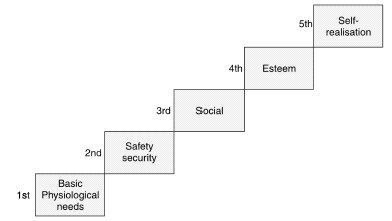 5th
Self-
realisation
4th
Esteem
3rd
Social
2nd
Safety
security
1st
Basic
Physiological
needs